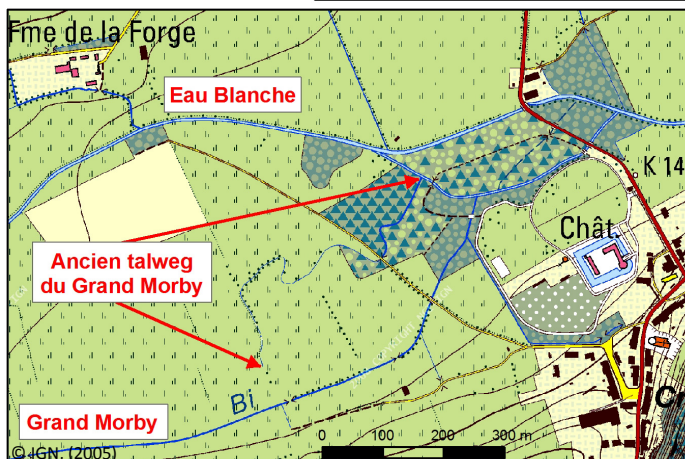 Fme de la Forge
Eau Blanche
K 14
Chât.
Ancien talweg
du Grand Morby
Bi
Grand Morby
0 100 200 300 m
© IGN. (2005)